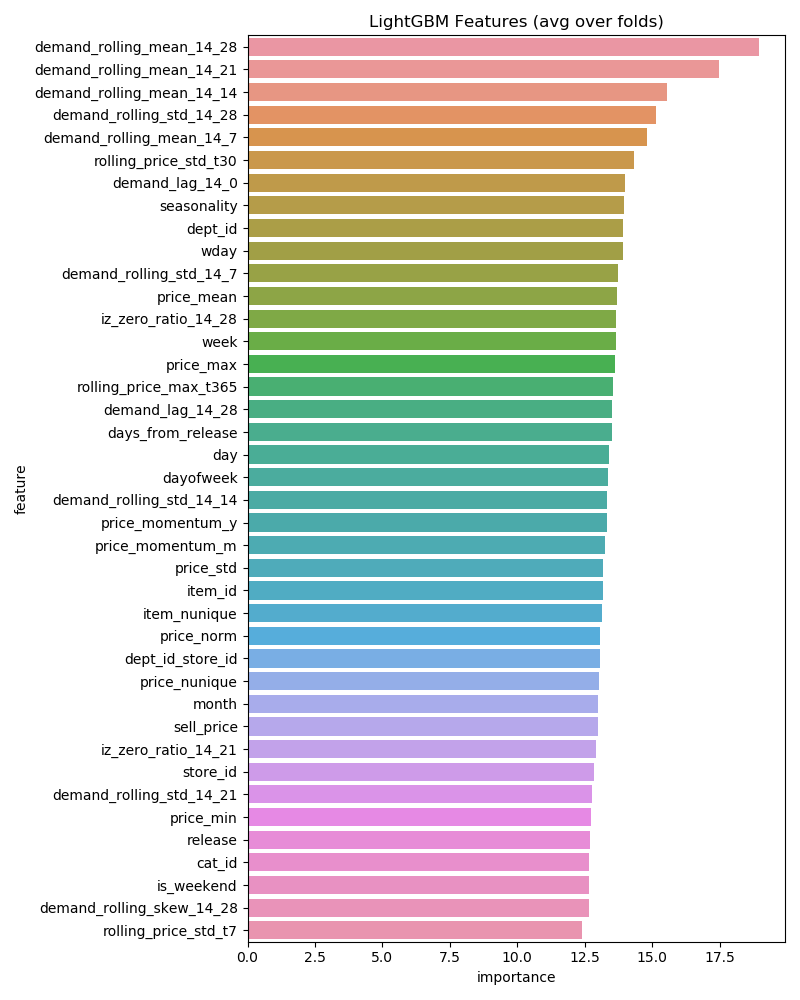 LightGBM Features (avg over folds)
demand_rolling_mean_14_28
demand_rolling_mean_14_21
demand_rolling_mean_14_14
demand_rolling_std_14_28
demand_rolling_mean_14_7
rolling_price_std_t30
demand_lag_14_0
seasonality
dept_id
wday
demand_rolling_std_14_7
price_mean
iz_zero_ratio_14_28
week
price_max
rolling_price_max_t365
demand_lag_14_28
days_from_release
day
dayofweek
demand_rolling_std_14_14
price_momentum_y
price_momentum_m
price_std
item_id
item_nunique
price_norm
dept_id_store_id
price_nunique
month
sell_price
iz_zero_ratio_14_21
store_id
demand_rolling_std_14_21
price_min
release
cat_id
is_weekend
demand_rolling_skew_14_28
rolling_price_std_t7
feature
0.0 2.5 5.0 7.5 10.0 12.5 15.0 17.5
importance